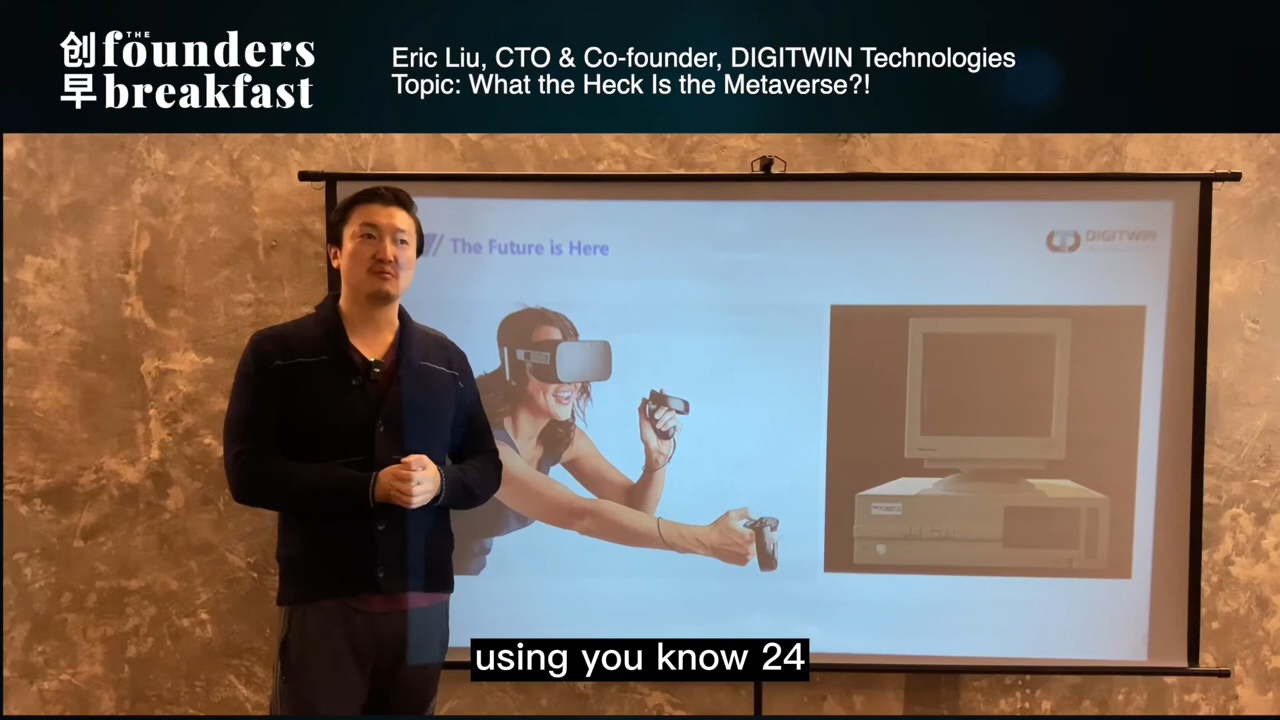 创 THE founders
早 breakfast
Eric Liu, CTO & Co-founder, DIGITWIN Technologies
Topic: What the Heck Is the Metaverse?!
The Future is Here
DIGITWIN
using you know 24